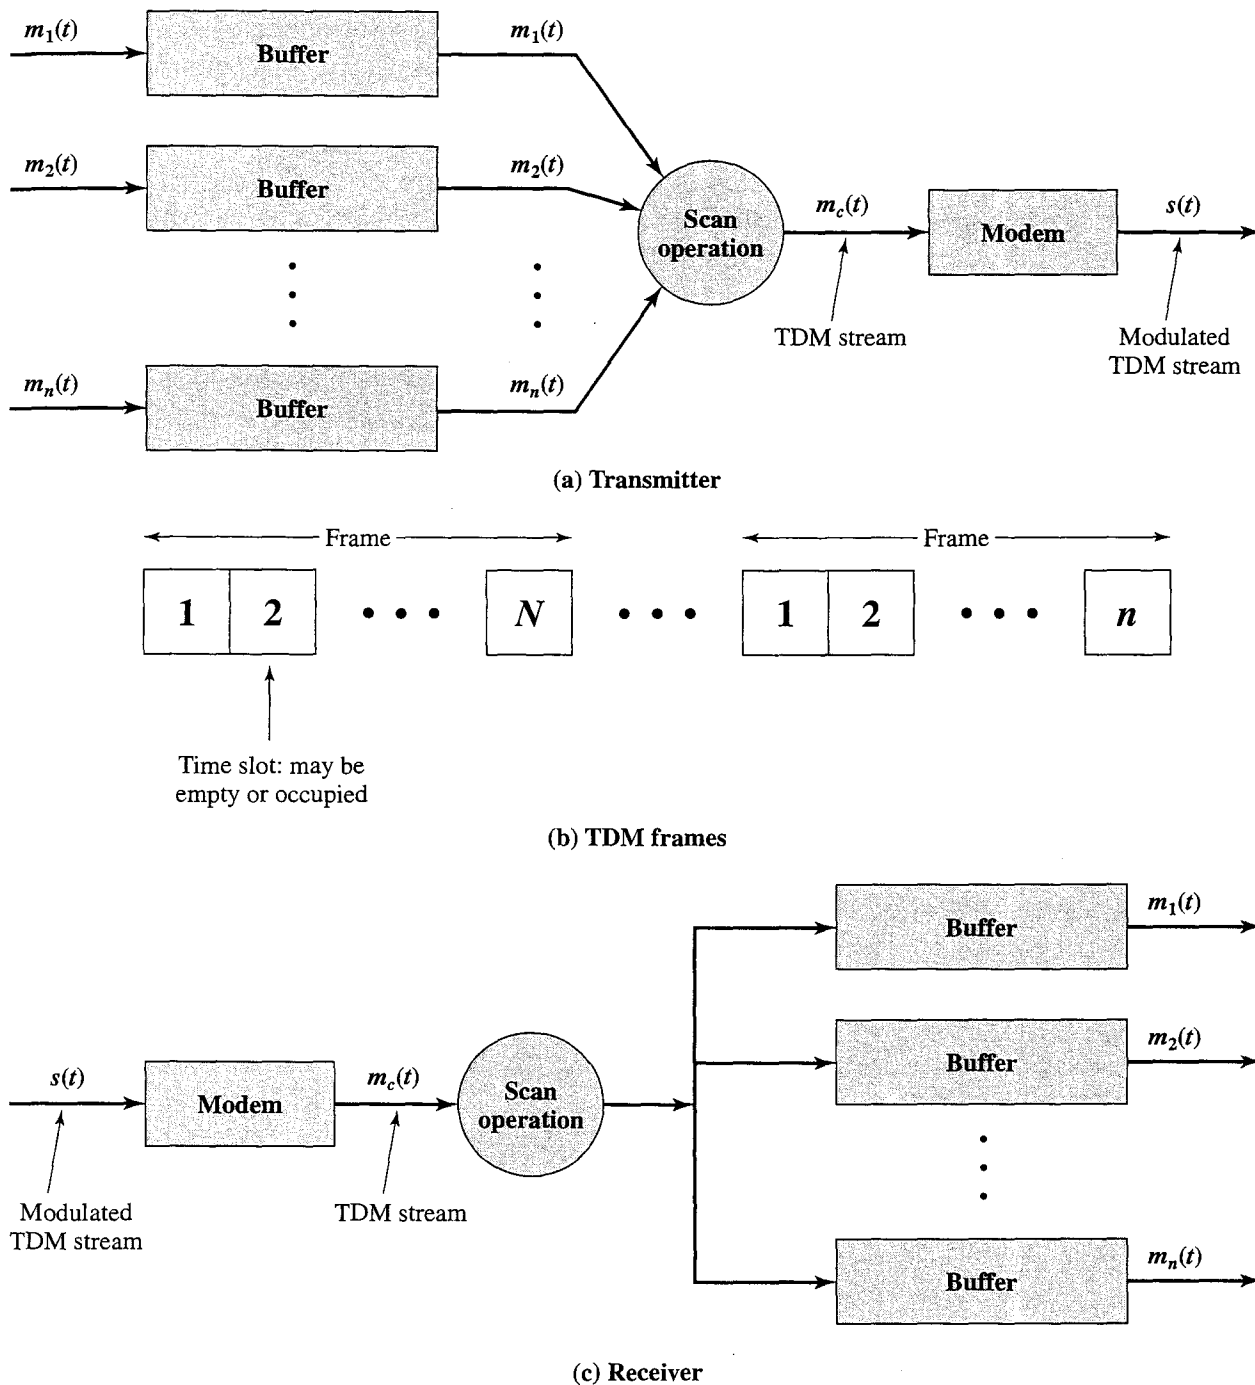 m₁(t)
Buffer
m₁(t)
m₂(t)
Buffer
m₂(t)
Scan
operation
m_c(t)
Modem
s(t)
TDM stream
Modulated
TDM stream
mₙ(t)
Buffer
mₙ(t)
(a) Transmitter
Frame
Frame
1 2 • • • N • • • 1 2 • • • n
Time slot: may be
empty or occupied
(b) TDM frames
Buffer
m₁(t)
Buffer
m₂(t)
s(t)
Modem
m_c(t)
Scan
operation
Modulated
TDM stream
TDM stream
Buffer
mₙ(t)
(c) Receiver